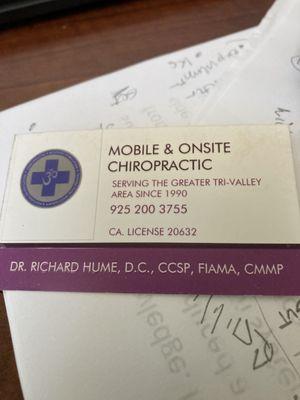 MOBILE & ONSITE
CHIROPRACTIC
SERVING THE GREATER TRI-VALLEY
AREA SINCE 1990
925 200 3755
CA. LICENSE 20632
DR. RICHARD HUME, D.C., CCSP, FIAMA, CMMP